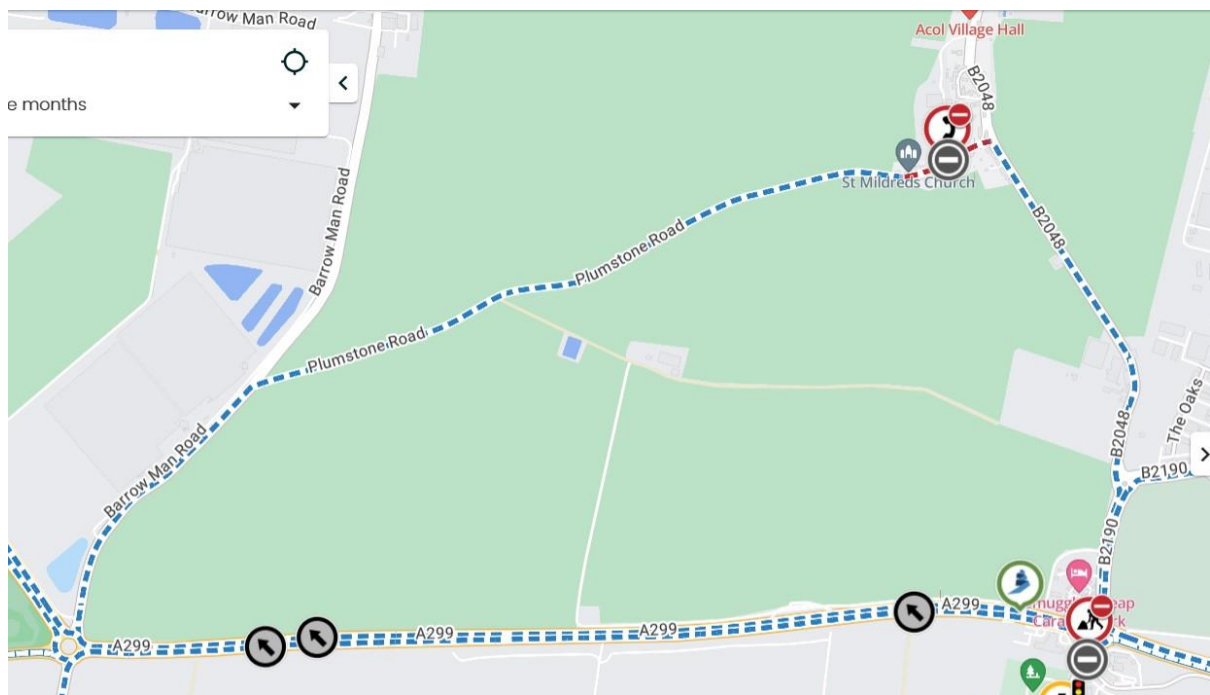 Barrow Man Road
Acol Village Hall
e months
B2048
St Mildreds Church
Barrow Man Road
B2048
Plumstone Road
Plumstone Road
The Oaks
B2048
Barrow Man Road
B2190
B2190
A299
A299
A299
A299